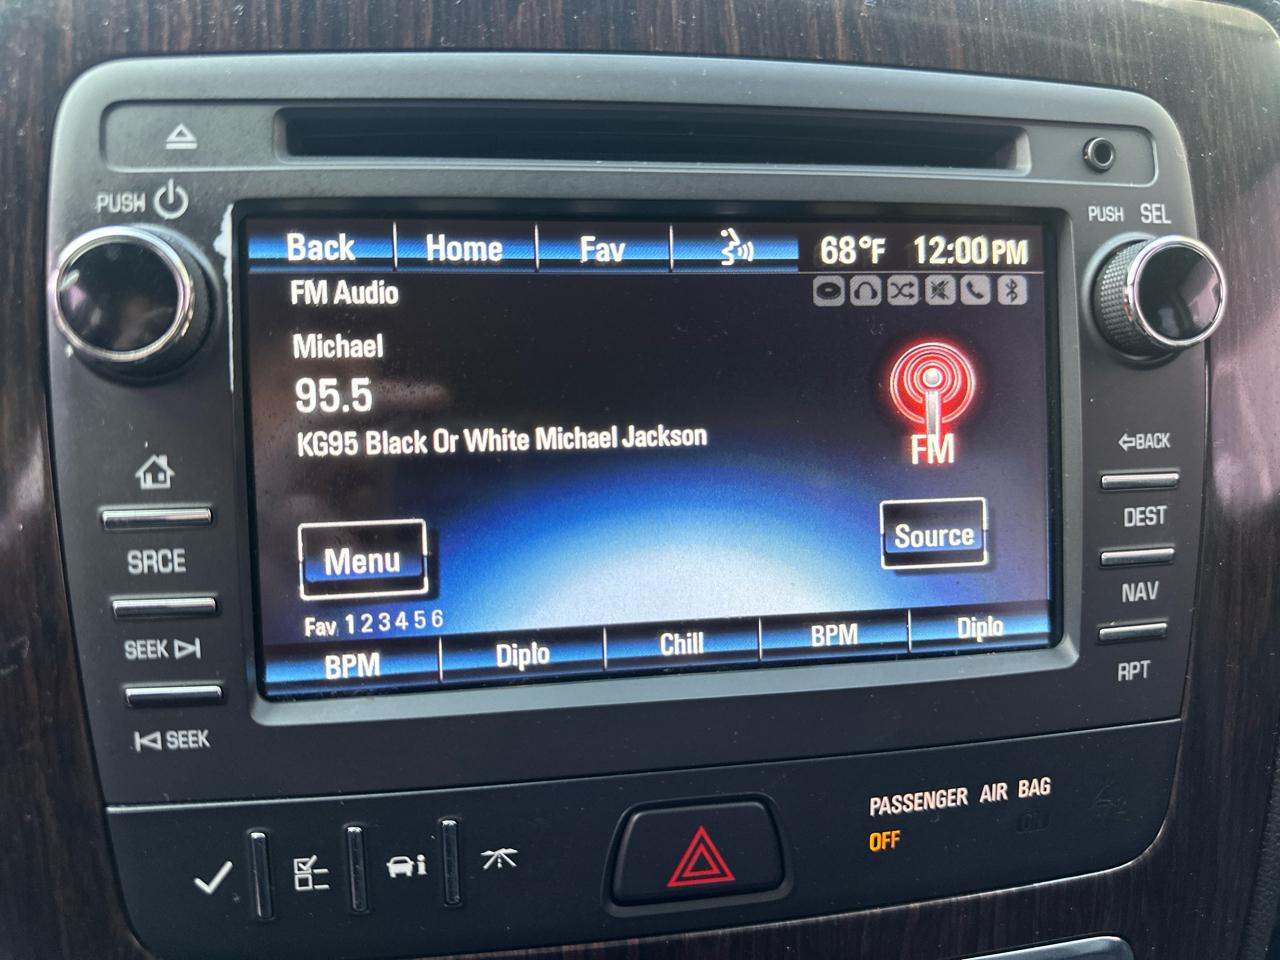 PUSH
PUSH SEL
Back Home Fav 68°F 12:00 PM
FM Audio
Michael
95.5
KG95 Black Or White Michael Jackson
FM
BACK
Menu
Source
DEST
SRCE
NAV
Fav 1 2 3 4 5 6
SEEK
BPM Diplo Chill BPM Diplo
RPT
SEEK
PASSENGER AIR BAG
OFF